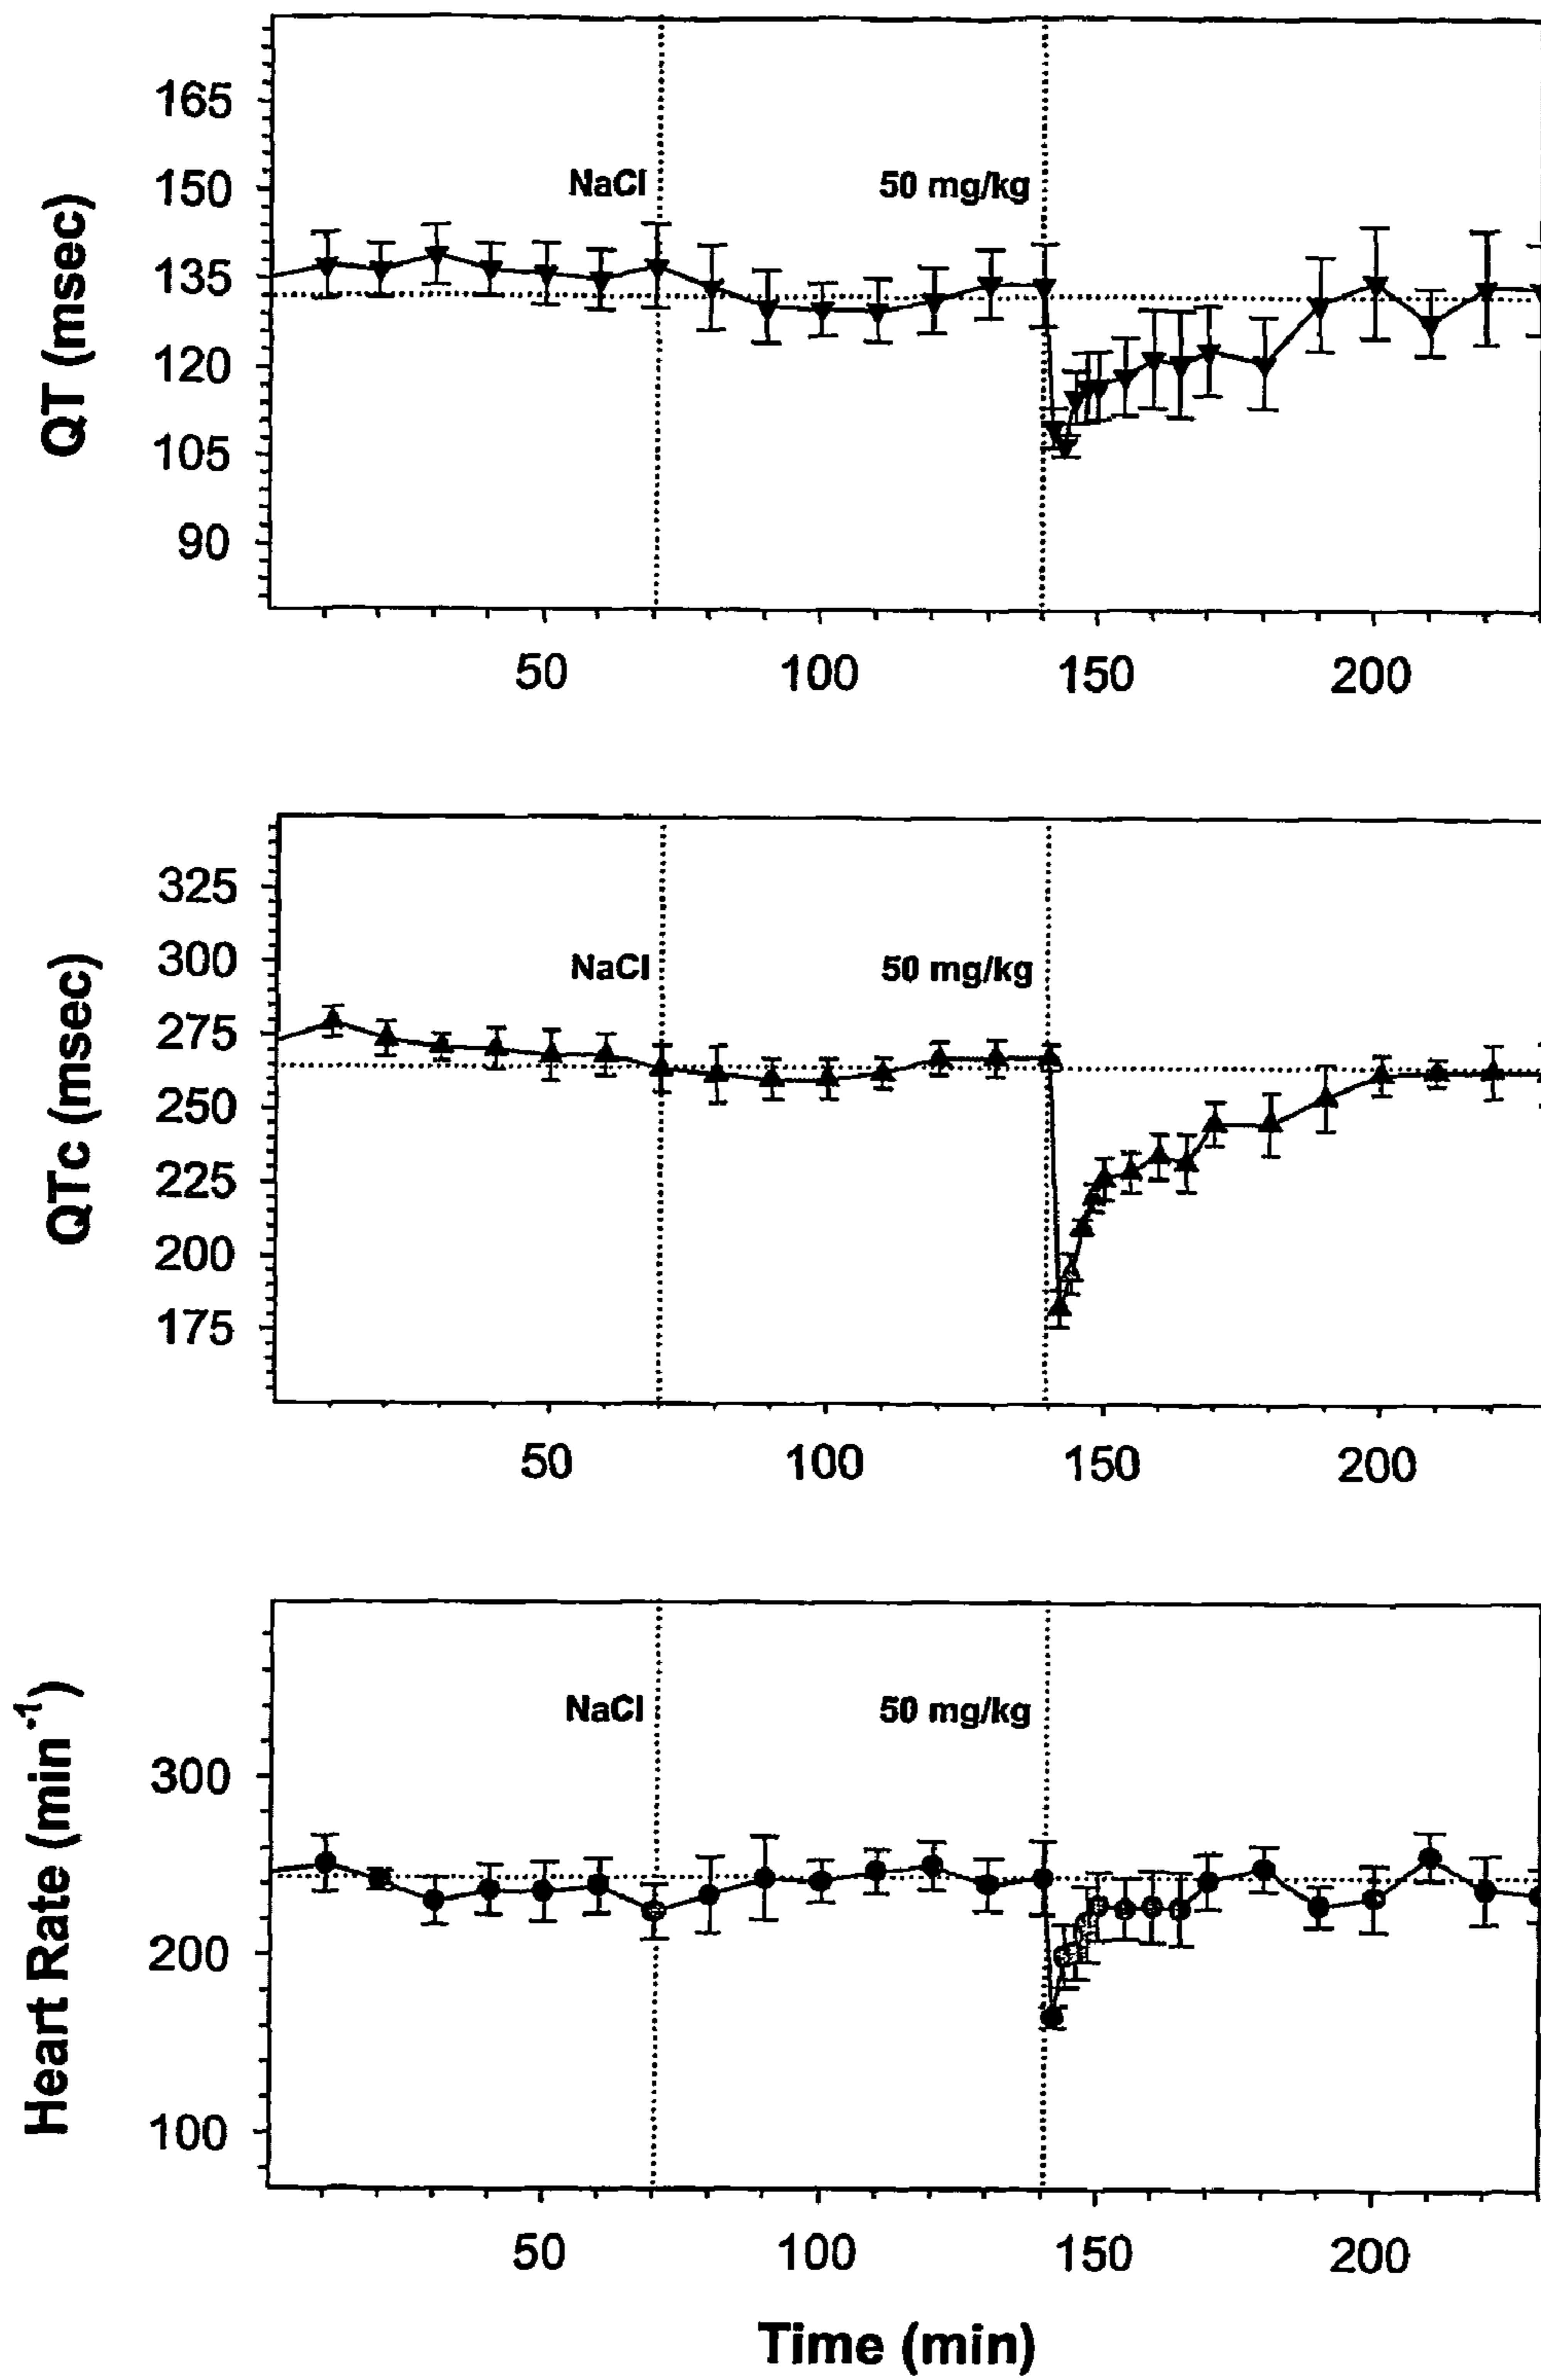 165
150
NaCl
50 mg/kg
135
120
105
90
QT (msec)
50
100
150
200
325
300
NaCl
50 mg/kg
275
250
225
200
175
QTc (msec)
50
100
150
200
NaCl
50 mg/kg
300
200
100
Heart Rate (min⁻¹)
50
100
150
200
Time (min)